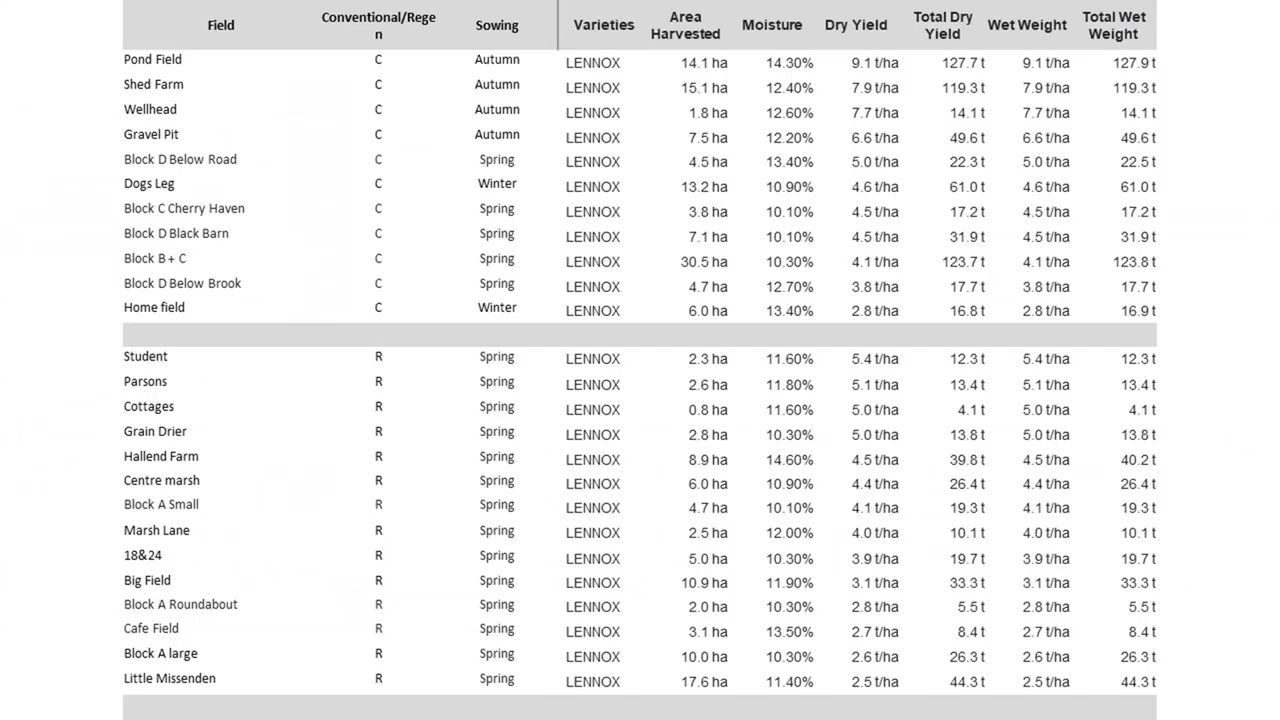 Field Conventional/Rege
n Sowing Varieties Area
Harvested Moisture Dry Yield Total Dry
Yield Wet Weight Total Wet
Weight
Pond Field C Autumn LENNOX 14.1 ha 14.30% 9.1 t/ha 127.7 t 9.1 t/ha 127.9 t
Shed Farm C Autumn LENNOX 15.1 ha 12.40% 7.9 t/ha 119.3 t 7.9 t/ha 119.3 t
Wellhead C Autumn LENNOX 1.8 ha 12.60% 7.7 t/ha 14.1 t 7.7 t/ha 14.1 t
Gravel Pit C Autumn LENNOX 7.5 ha 12.20% 6.6 t/ha 49.6 t 6.6 t/ha 49.6 t
Block D Below Road C Spring LENNOX 4.5 ha 13.40% 5.0 t/ha 22.3 t 5.0 t/ha 22.5 t
Dogs Leg C Winter LENNOX 13.2 ha 10.90% 4.6 t/ha 61.0 t 4.6 t/ha 61.0 t
Block C Cherry Haven C Spring LENNOX 3.8 ha 10.10% 4.5 t/ha 17.2 t 4.5 t/ha 17.2 t
Block D Black Barn C Spring LENNOX 7.1 ha 10.10% 4.5 t/ha 31.9 t 4.5 t/ha 31.9 t
Block B + C C Spring LENNOX 30.5 ha 10.30% 4.1 t/ha 123.7 t 4.1 t/ha 123.8 t
Block D Below Brook C Spring LENNOX 4.7 ha 12.70% 3.8 t/ha 17.7 t 3.8 t/ha 17.7 t
Home field C Winter LENNOX 6.0 ha 13.40% 2.8 t/ha 16.8 t 2.8 t/ha 16.9 t
Student R Spring LENNOX 2.3 ha 11.60% 5.4 t/ha 12.3 t 5.4 t/ha 12.3 t
Parsons R Spring LENNOX 2.6 ha 11.80% 5.1 t/ha 13.4 t 5.1 t/ha 13.4 t
Cottages R Spring LENNOX 0.8 ha 11.60% 5.0 t/ha 4.1 t 5.0 t/ha 4.1 t
Grain Drier R Spring LENNOX 2.8 ha 10.30% 5.0 t/ha 13.8 t 5.0 t/ha 13.8 t
Hallend Farm R Spring LENNOX 8.9 ha 14.60% 4.5 t/ha 39.8 t 4.5 t/ha 40.2 t
Centre marsh R Spring LENNOX 6.0 ha 10.90% 4.4 t/ha 26.4 t 4.4 t/ha 26.4 t
Block A Small R Spring LENNOX 4.7 ha 10.10% 4.1 t/ha 19.3 t 4.1 t/ha 19.3 t
Marsh Lane R Spring LENNOX 2.5 ha 12.00% 4.0 t/ha 10.1 t 4.0 t/ha 10.1 t
18&24 R Spring LENNOX 5.0 ha 10.30% 3.9 t/ha 19.7 t 3.9 t/ha 19.7 t
Big Field R Spring LENNOX 10.9 ha 11.90% 3.1 t/ha 33.3 t 3.1 t/ha 33.3 t
Block A Roundabout R Spring LENNOX 2.0 ha 10.30% 2.8 t/ha 5.5 t 2.8 t/ha 5.5 t
Cafe Field R Spring LENNOX 3.1 ha 13.50% 2.7 t/ha 8.4 t 2.7 t/ha 8.4 t
Block A large R Spring LENNOX 10.0 ha 10.30% 2.6 t/ha 26.3 t 2.6 t/ha 26.3 t
Little Missenden R Spring LENNOX 17.6 ha 11.40% 2.5 t/ha 44.3 t 2.5 t/ha 44.3 t